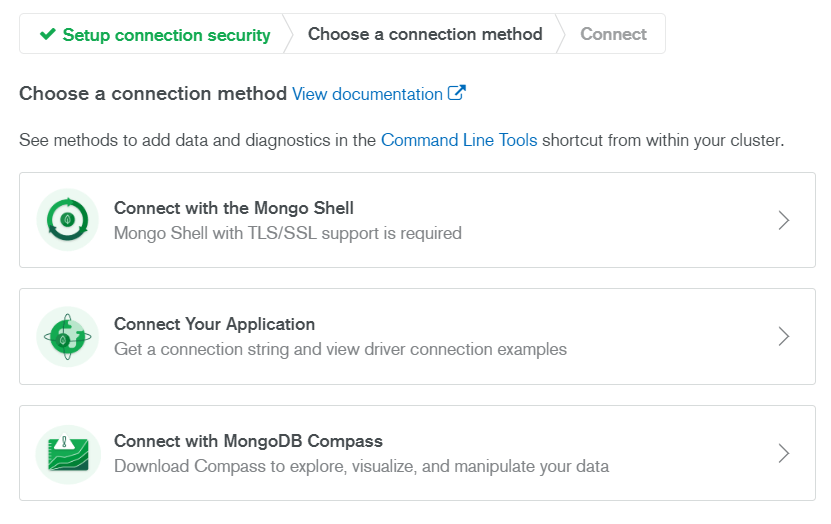 Setup connection security Choose a connection method Connect
Choose a connection method View documentation
See methods to add data and diagnostics in the Command Line Tools shortcut from within your cluster.
Connect with the Mongo Shell
Mongo Shell with TLS/SSL support is required
Connect Your Application
Get a connection string and view driver connection examples
Connect with MongoDB Compass
Download Compass to explore, visualize, and manipulate your data